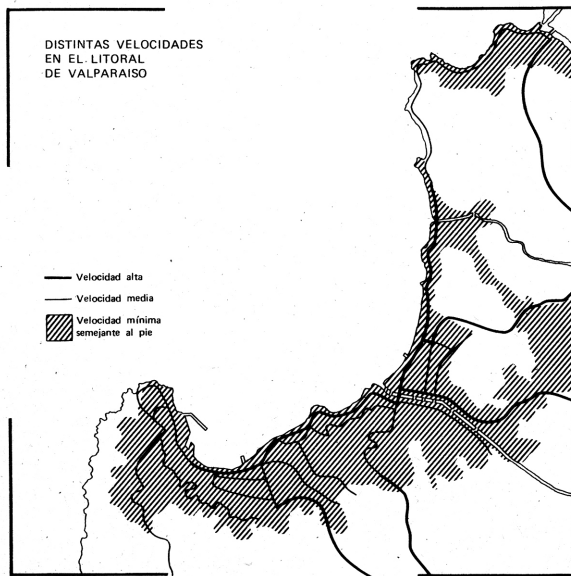 DISTINTAS VELOCIDADES
EN EL LITORAL
DE VALPARAISO
Velocidad alta
Velocidad media
Velocidad mínima
semejante al pie